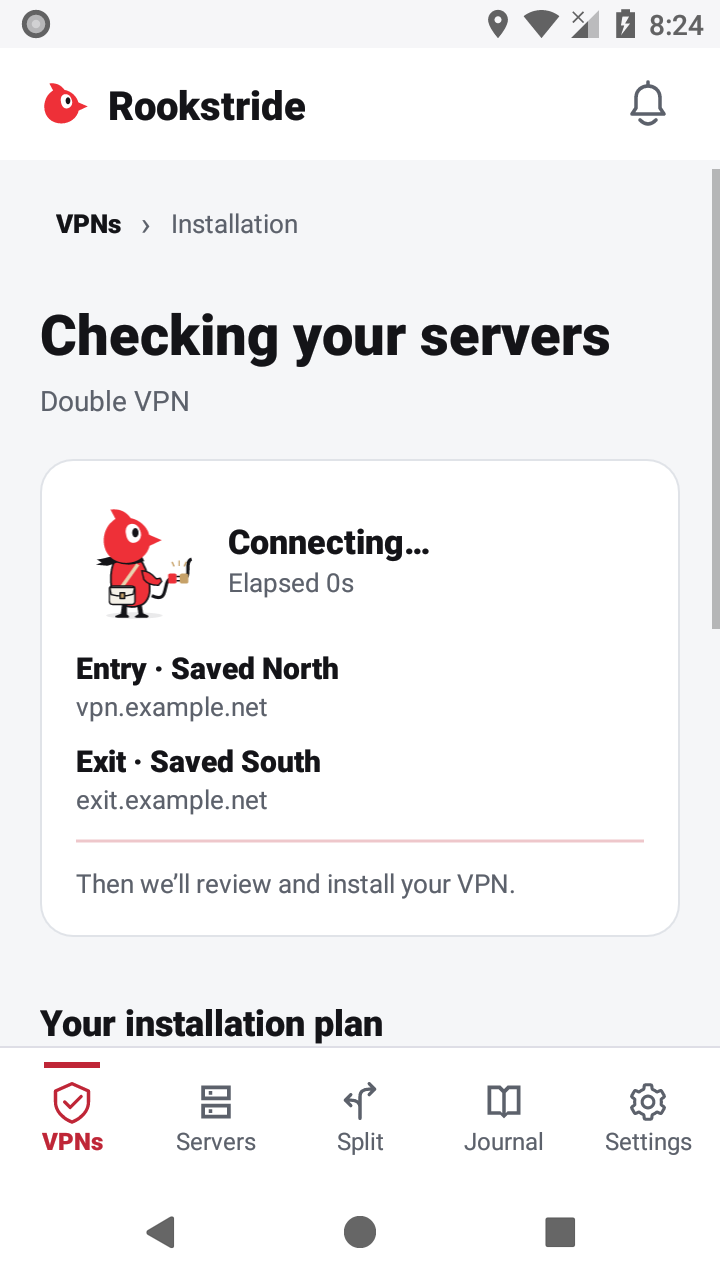 8:24
Rookstride
VPNs › Installation
Checking your servers
Double VPN
Connecting…
Elapsed 0s
Entry · Saved North
vpn.example.net
Exit · Saved South
exit.example.net
Then we’ll review and install your VPN.
Your installation plan
VPNs Servers Split Journal Settings